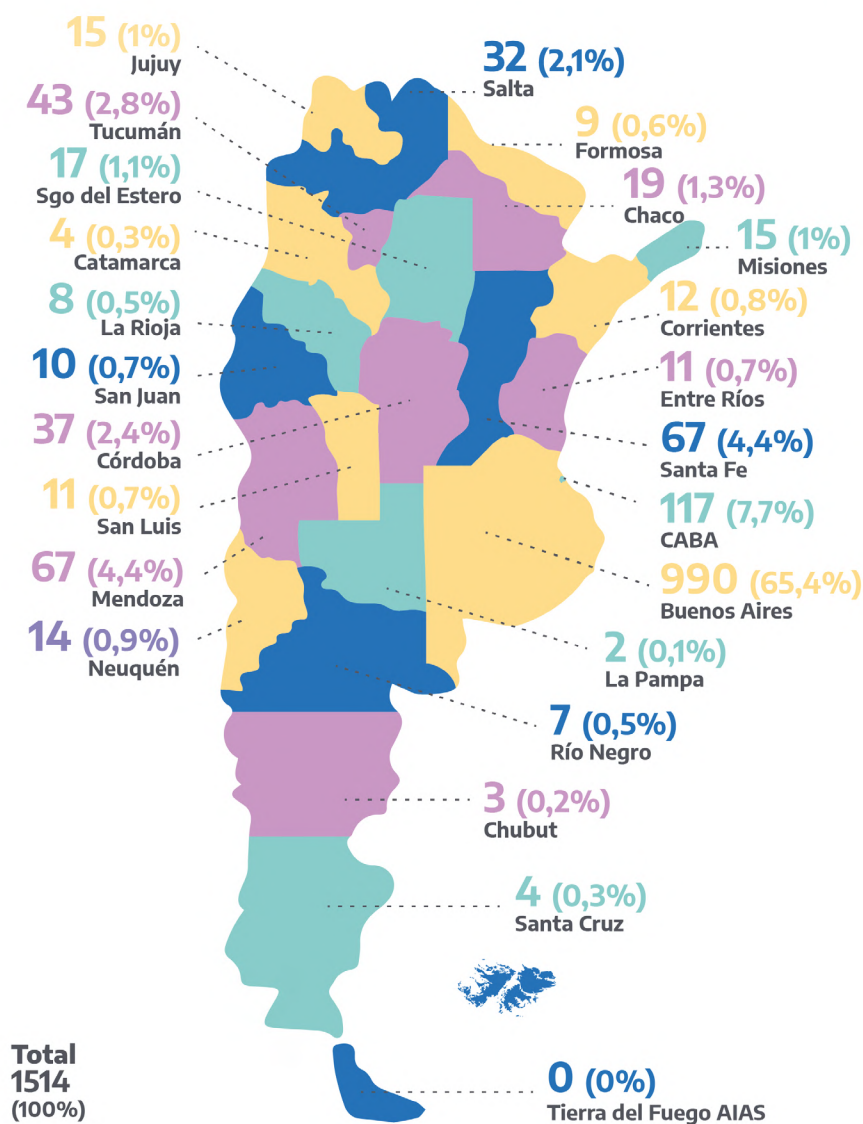 15 (1%)
Jujuy
43 (2,8%)
Tucumán
17 (1,1%)
Sgo del Estero
4 (0,3%)
Catamarca
8 (0,5%)
La Rioja
10 (0,7%)
San Juan
37 (2,4%)
Córdoba
11 (0,7%)
San Luis
67 (4,4%)
Mendoza
14 (0,9%)
Neuquén
32 (2,1%)
Salta
9 (0,6%)
Formosa
19 (1,3%)
Chaco
15 (1%)
Misiones
12 (0,8%)
Corrientes
11 (0,7%)
Entre Ríos
67 (4,4%)
Santa Fe
117 (7,7%)
CABA
990 (65,4%)
Buenos Aires
2 (0,1%)
La Pampa
7 (0,5%)
Río Negro
3 (0,2%)
Chubut
4 (0,3%)
Santa Cruz
0 (0%)
Tierra del Fuego AIAS
Total
1514
(100%)